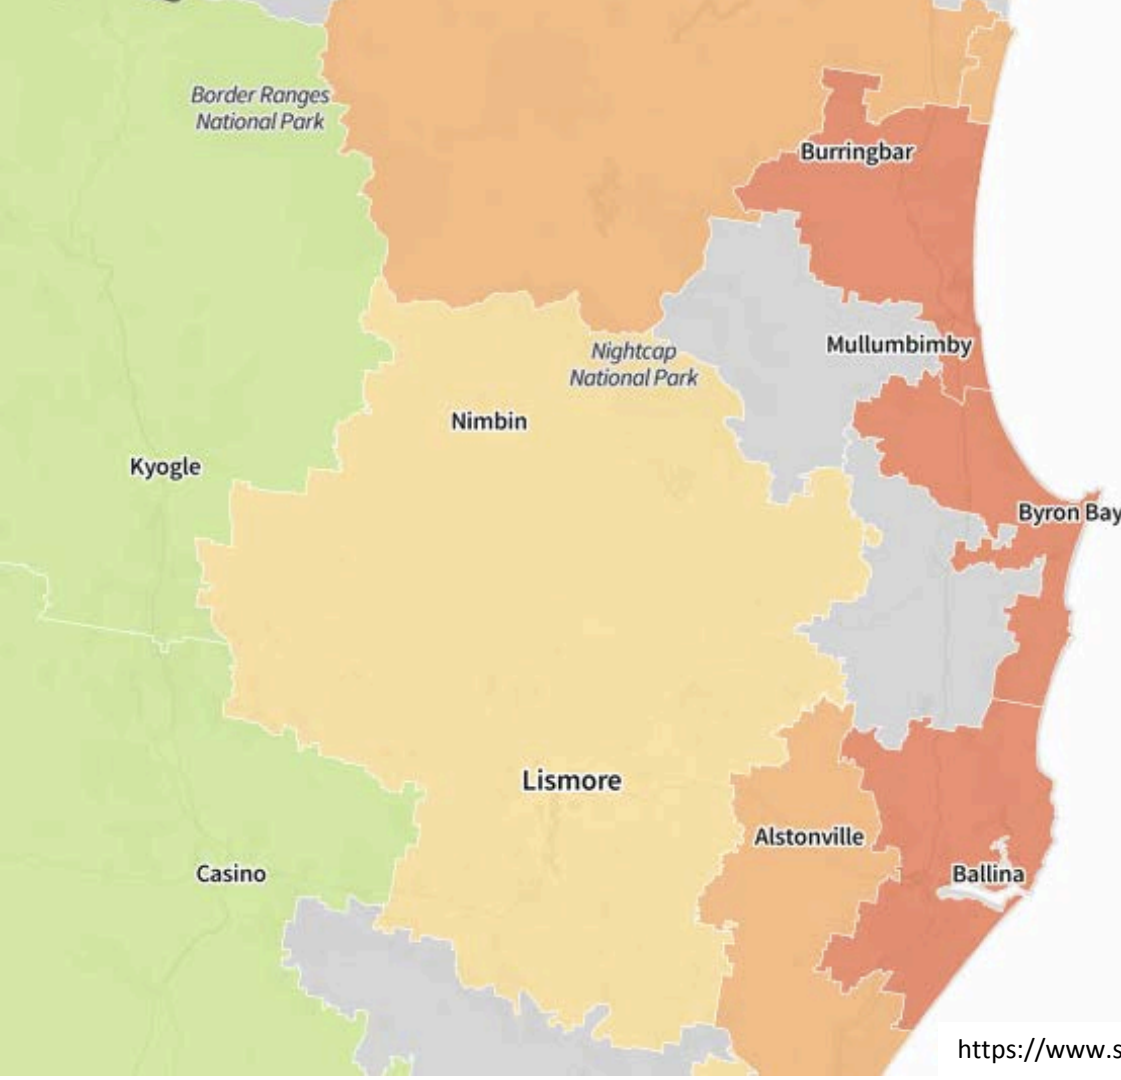 Border Ranges
National Park
Burringbar
Mullumbimby
Nightcap
National Park
Nimbin
Kyogle
Byron Bay
Lismore
Alstonville
Casino
Ballina
https://www.s